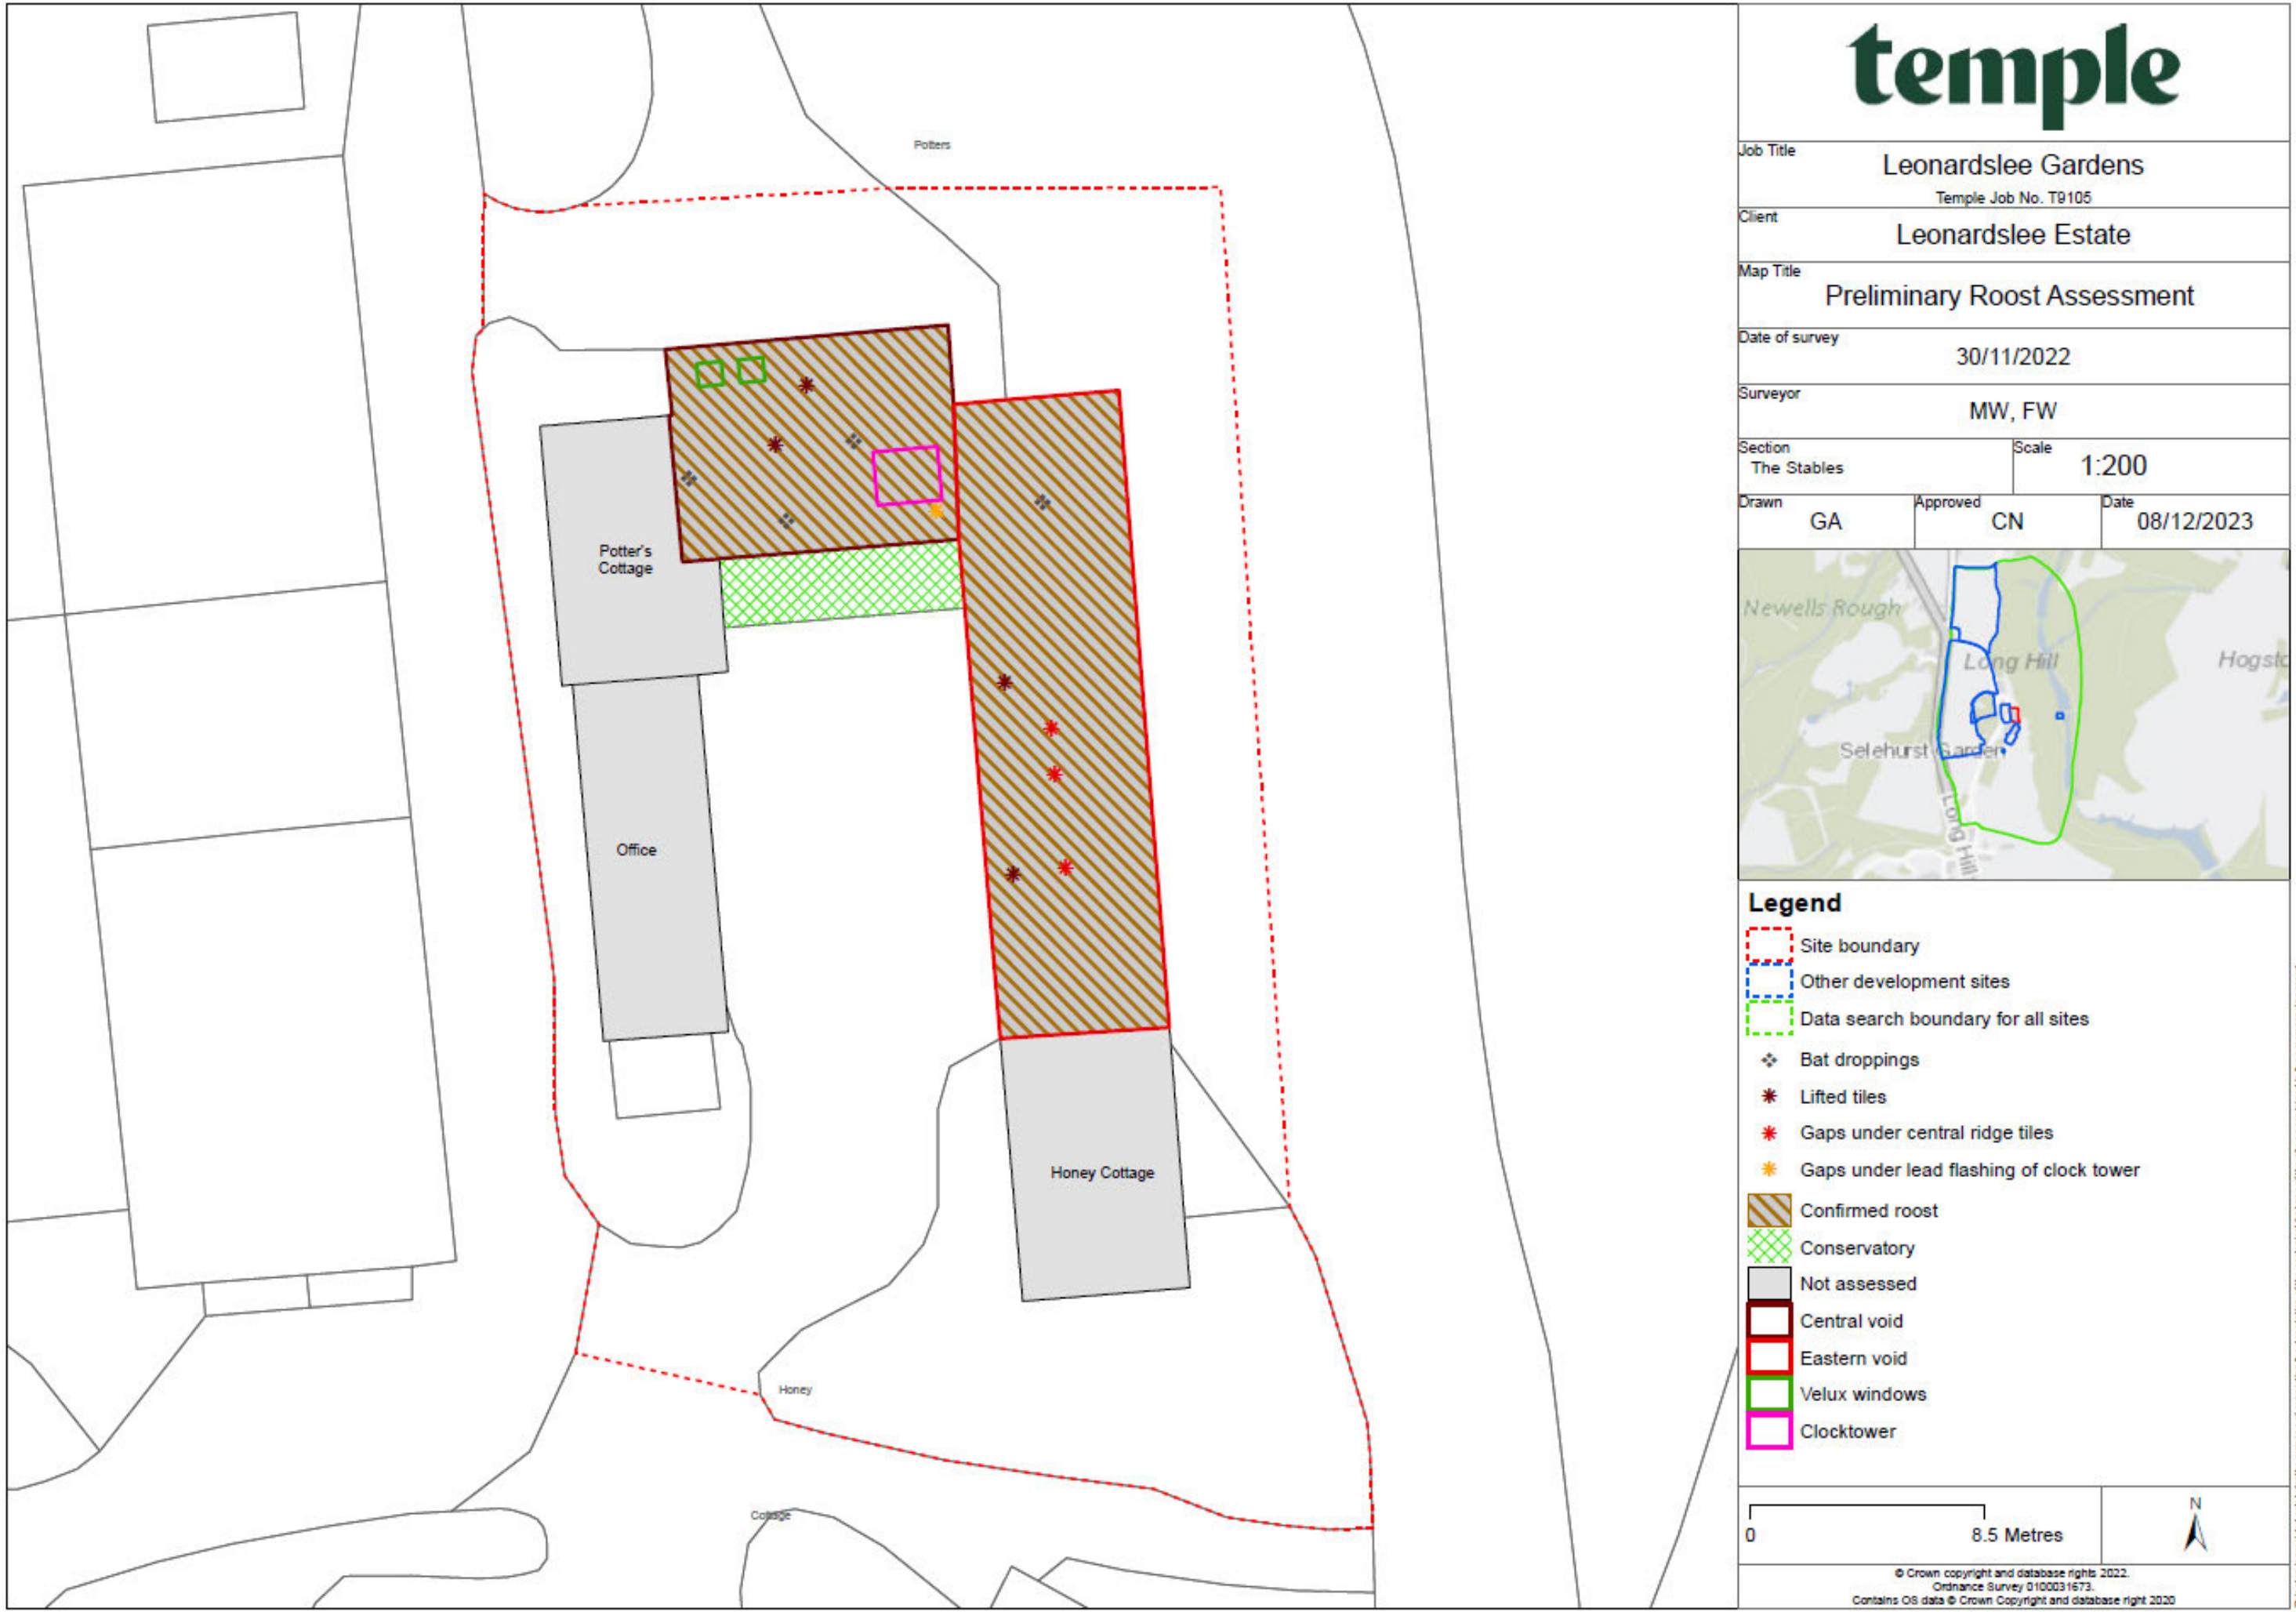 Potters
Potter's
Cottage
Office
Honey Cottage
Honey
Cottage
temple
Job Title
Leonardslee Gardens
Temple Job No. T9105
Client
Leonardslee Estate
Map Title
Preliminary Roost Assessment
Date of survey
30/11/2022
Surveyor
MW, FW
Section
The Stables
Scale
1:200
Drawn
GA
Approved
CN
Date
08/12/2023
Newells Rough
Long Hill
Hogsto
Selehurst Garden
Long Hill
Legend
Site boundary
Other development sites
Data search boundary for all sites
Bat droppings
Lifted tiles
Gaps under central ridge tiles
Gaps under lead flashing of clock tower
Confirmed roost
Conservatory
Not assessed
Central void
Eastern void
Velux windows
Clocktower
0
8.5 Metres
N
© Crown copyright and database rights 2022.
Ordnance Survey 0100031673.
Contains OS data © Crown Copyright and database right 2020